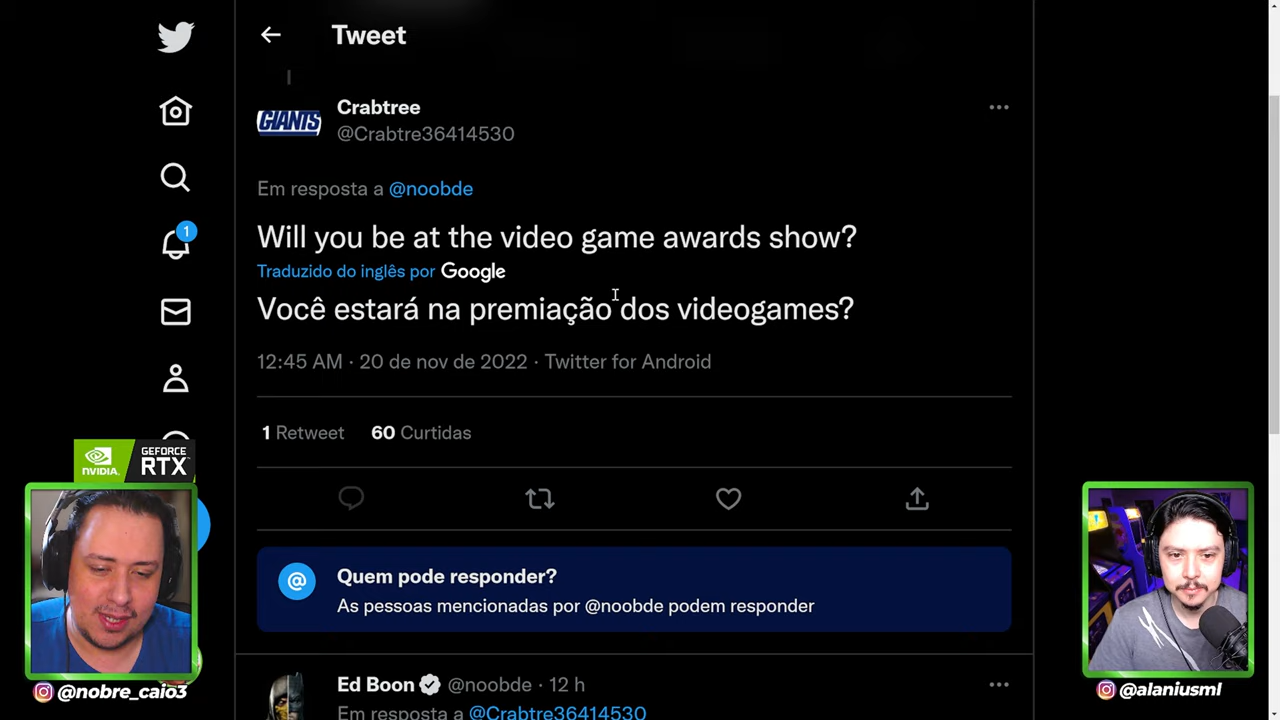 Tweet
GIANTS
Crabtree
@Crabtre36414530
Em resposta a @noobde
Will you be at the video game awards show?
Traduzido do inglês por Google
Você estará na premiação dos videogames?
12:45 AM · 20 de nov de 2022 · Twitter for Android
1 Retweet 60 Curtidas
Quem pode responder?
As pessoas mencionadas por @noobde podem responder
Ed Boon @noobde · 12 h
Em resposta a @Crabtre36414530
1
NVIDIA.
GEFORCE
RTX
@nobre_caio3
@alaniusml